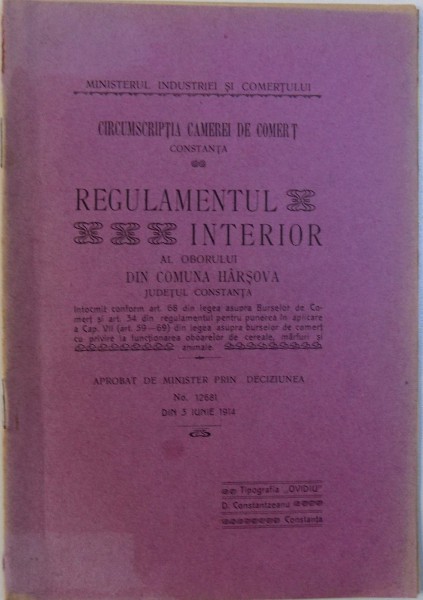 MINISTERUL INDUSTRIEI ȘI COMERȚULUI
CIRCUMSCRIPȚIA CAMEREI DE COMERȚ
CONSTANȚA
REGULAMENTUL
INTERIOR
AL OBORULUI
DIN COMUNA HÂRȘOVA
JUDEȚUL CONSTANȚA
Intocmit conform art. 68 din legea asupra Burselor de Co-
merț și art. 34 din regulamentul pentru punerea în aplicare
a Cap. VII (art. 59—69) din legea asupra burselor de comerț
cu privire la funcționarea oboarelor de cereale, mărfuri și
animale.
APROBAT DE MINISTER PRIN DECIZIUNEA
No. 12681
DIN 3 IUNIE 1914
Tipografia „OVIDIU”
D. Constantzeanu
Constanța